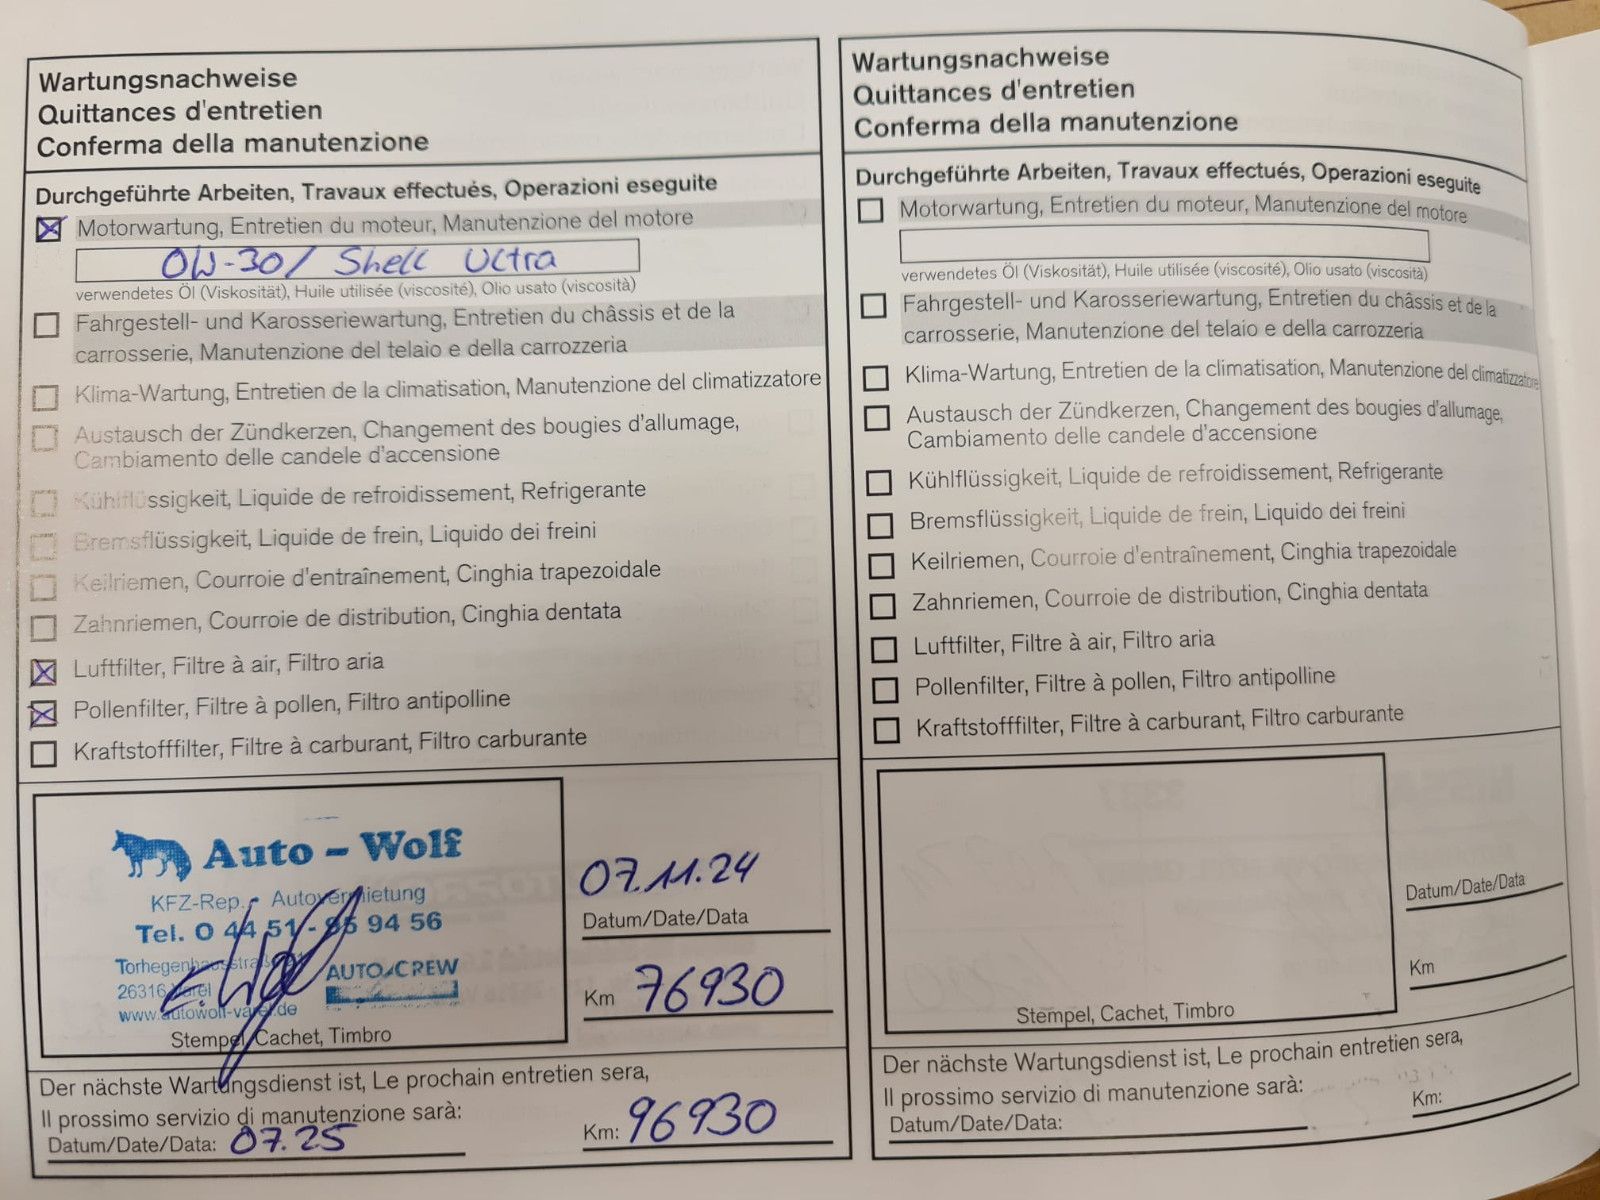 Wartungsnachweise
Quittances d'entretien
Conferma della manutenzione
Durchgeführte Arbeiten, Travaux effectués, Operazioni eseguite
Motorwartung, Entretien du moteur, Manutenzione del motore
0W-30/ Shell Ultra
verwendetes Öl (Viskosität), Huile utilisée (viscosité), Olio usato (viscosità)
Fahrgestell- und Karosseriewartung, Entretien du châssis et de la
carrosserie, Manutenzione del telaio e della carrozzeria
Klima-Wartung, Entretien de la climatisation, Manutenzione del climatizzatore
Austausch der Zündkerzen, Changement des bougies d'allumage,
Cambiamento delle candele d'accensione
Kühlflüssigkeit, Liquide de refroidissement, Refrigerante
Bremsflüssigkeit, Liquide de frein, Liquido dei freini
Keilriemen, Courroie d'entraînement, Cinghia trapezoidale
Zahnriemen, Courroie de distribution, Cinghia dentata
Luftfilter, Filtre à air, Filtro aria
Pollenfilter, Filtre à pollen, Filtro antipolline
Kraftstofffilter, Filtre à carburant, Filtro carburante
Auto - Wolf
KFZ-Rep. - Autovermietung
Tel. 0 44 51 - 95 94 56
26316 Varel
AUTO CREW
www.autowolf-varel.de
Stempel, Cachet, Timbro
07.11.24
Datum/Date/Data
Km 76930
Der nächste Wartungsdienst ist, Le prochain entretien sera,
Il prossimo servizio di manutenzione sarà:
Datum/Date/Data: 07.25
Km: 96930
Wartungsnachweise
Quittances d'entretien
Conferma della manutenzione
Durchgeführte Arbeiten, Travaux effectués, Operazioni eseguite
Motorwartung, Entretien du moteur, Manutenzione del motore
verwendetes Öl (Viskosität), Huile utilisée (viscosité), Olio usato (viscosità)
Fahrgestell- und Karosseriewartung, Entretien du châssis et de la
carrosserie, Manutenzione del telaio e della carrozzeria
Klima-Wartung, Entretien de la climatisation, Manutenzione del climatizzatore
Austausch der Zündkerzen, Changement des bougies d'allumage,
Cambiamento delle candele d'accensione
Kühlflüssigkeit, Liquide de refroidissement, Refrigerante
Bremsflüssigkeit, Liquide de frein, Liquido dei freini
Keilriemen, Courroie d'entraînement, Cinghia trapezoidale
Zahnriemen, Courroie de distribution, Cinghia dentata
Luftfilter, Filtre à air, Filtro aria
Pollenfilter, Filtre à pollen, Filtro antipolline
Kraftstofffilter, Filtre à carburant, Filtro carburante
Stempel, Cachet, Timbro
Datum/Date/Data
Km
Der nächste Wartungsdienst ist, Le prochain entretien sera,
Il prossimo servizio di manutenzione sarà:
Datum/Date/Data:
Km: